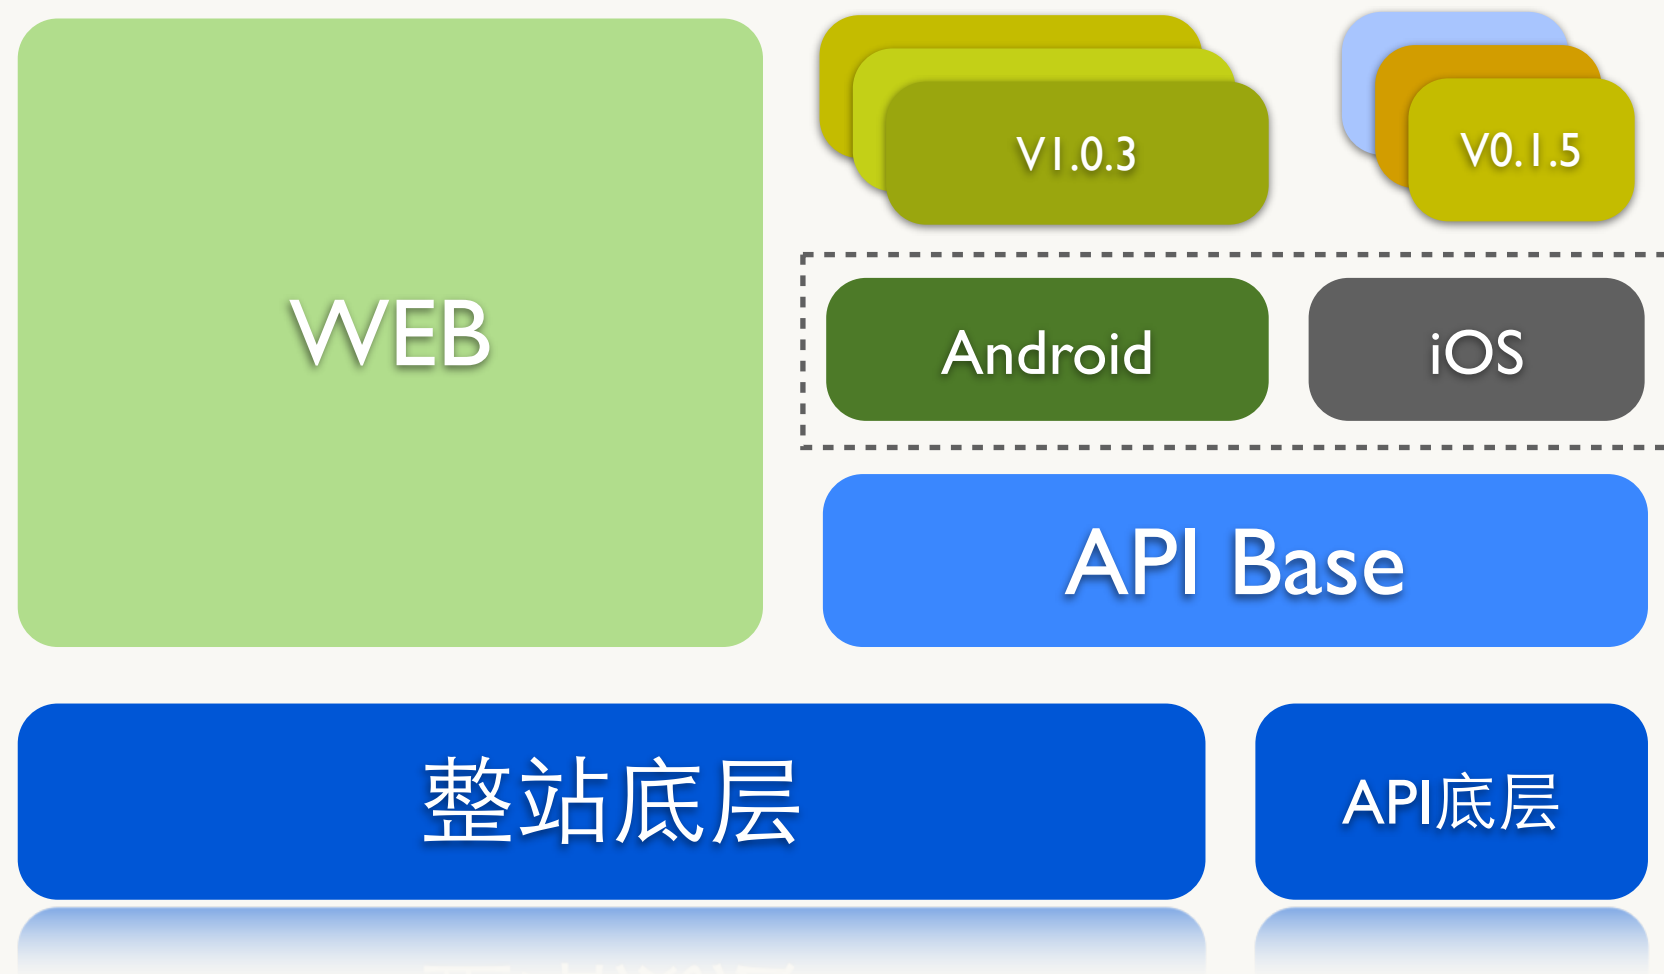 WEB
V1.0.3
V0.1.5
Android
iOS
API Base
整站底层
API底层